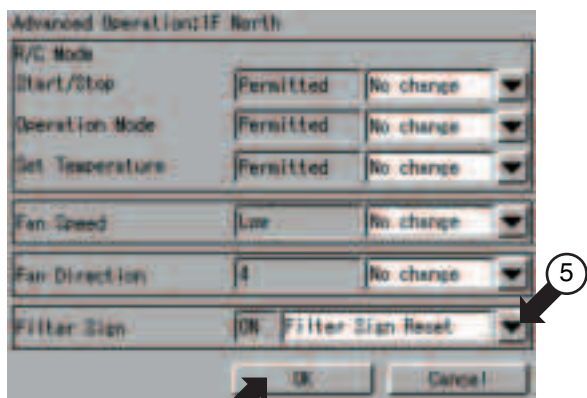 Advanced Operation:1F North
R/C Mode
Start/Stop Permitted No change
Operation Mode Permitted No change
Set Temperature Permitted No change
Fan Speed Low No change
Fan Direction 4 No change
Filter Sign ON Filter Sign Reset
OK Cancel
5